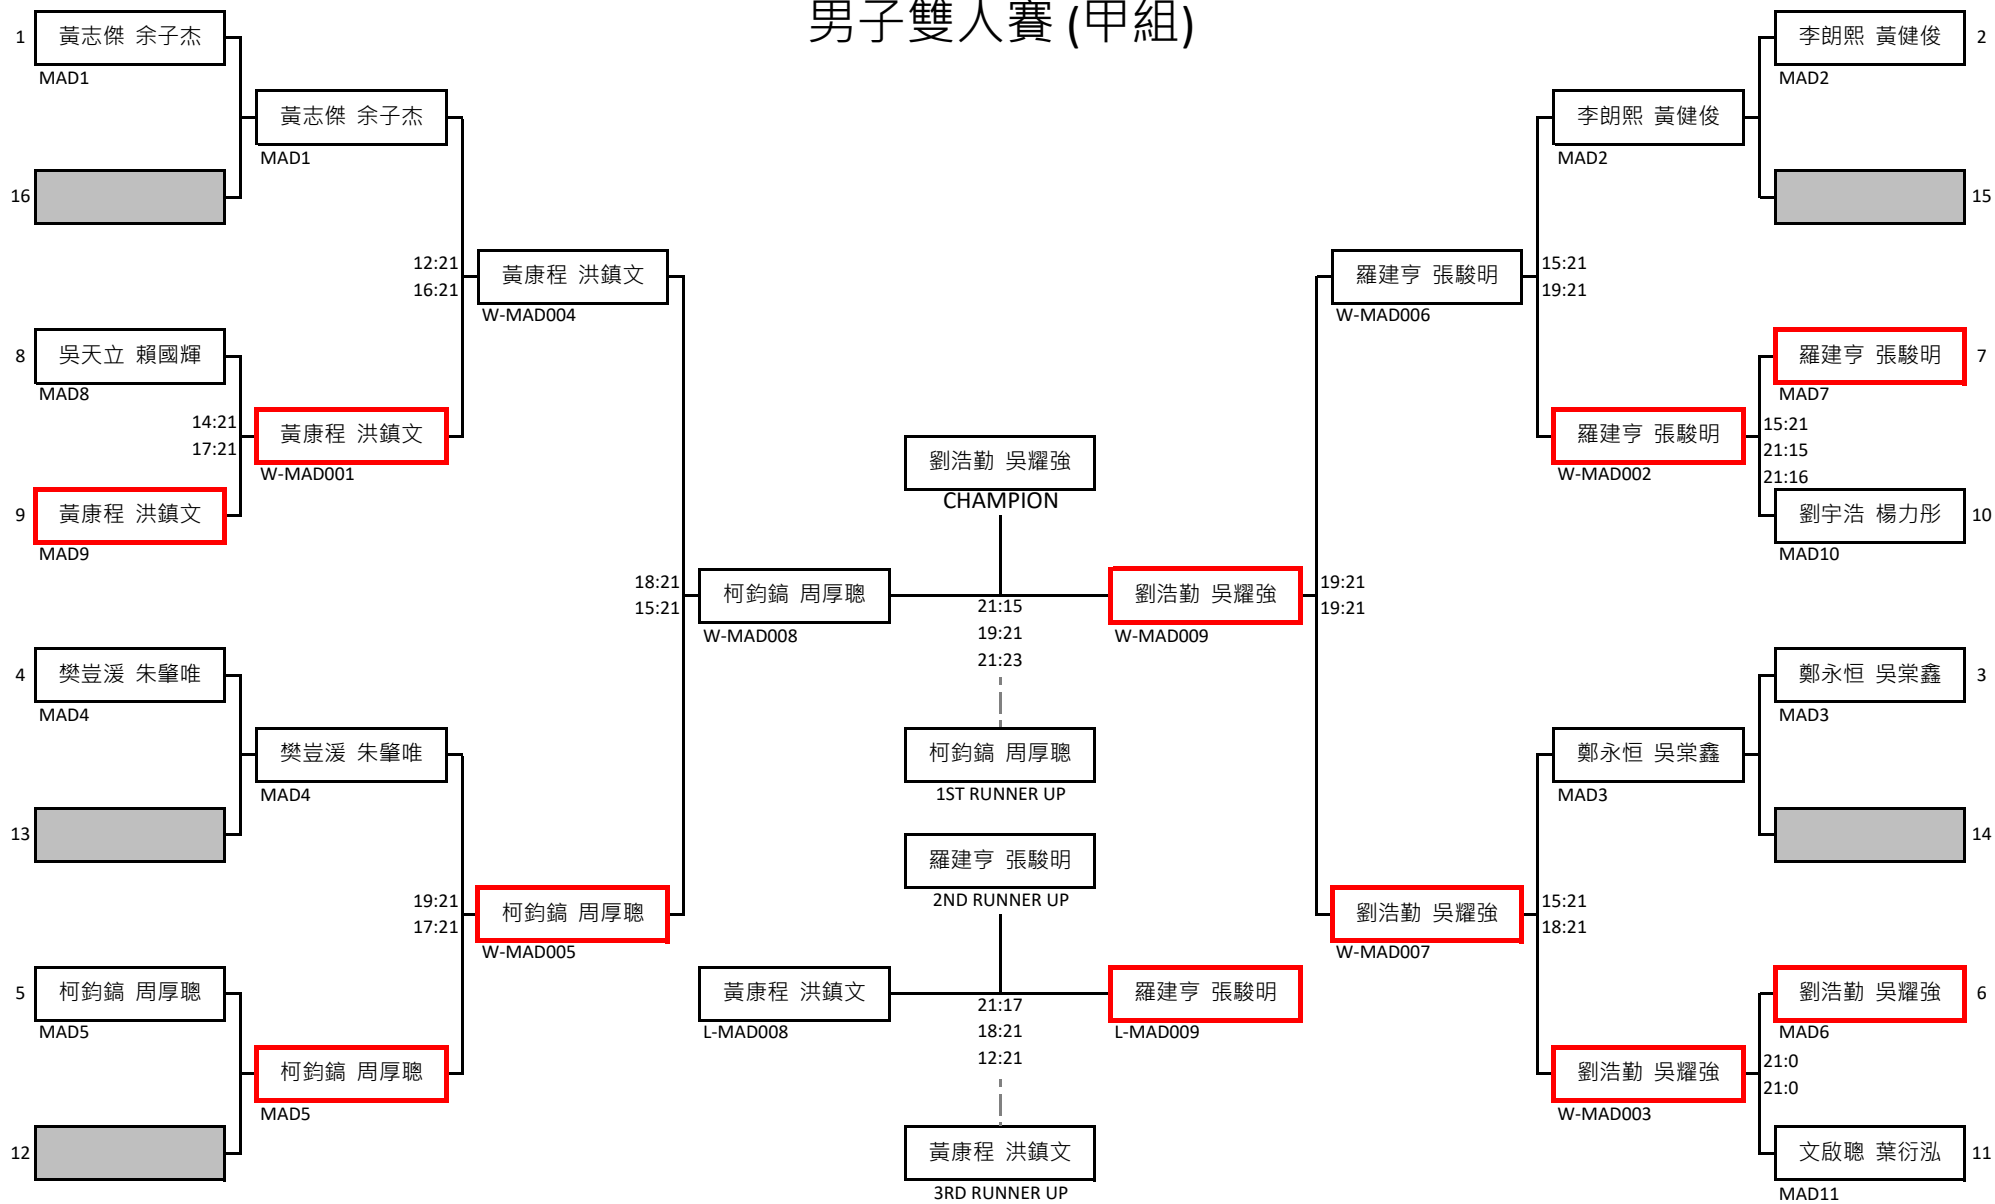 男子雙人賽 (甲組)
1
黃志傑 余子杰
MAD1
黃志傑 余子杰
MAD1
16
12:21
16:21
黃康程 洪鎮文
W-MAD004
8
吳天立 賴國輝
MAD8
14:21
17:21
黃康程 洪鎮文
W-MAD001
9
黃康程 洪鎮文
MAD9
18:21
15:21
柯鈞鎬 周厚聰
W-MAD008
4
樊豈湲 朱肇唯
MAD4
樊豈湲 朱肇唯
MAD4
13
19:21
17:21
柯鈞鎬 周厚聰
W-MAD005
5
柯鈞鎬 周厚聰
MAD5
柯鈞鎬 周厚聰
MAD5
12
劉浩勤 吳耀強
CHAMPION
21:15
19:21
21:23
柯鈞鎬 周厚聰
1ST RUNNER UP
羅建亨 張駿明
2ND RUNNER UP
黃康程 洪鎮文
L-MAD008
21:17
18:21
12:21
羅建亨 張駿明
L-MAD009
黃康程 洪鎮文
3RD RUNNER UP
劉浩勤 吳耀強
W-MAD009
19:21
19:21
李朗熙 黃健俊
2
MAD2
李朗熙 黃健俊
MAD2
15
羅建亨 張駿明
W-MAD006
15:21
19:21
羅建亨 張駿明
7
MAD7
羅建亨 張駿明
W-MAD002
15:21
21:15
21:16
劉宇浩 楊力彤
10
MAD10
鄭永恒 吳常鑫
3
MAD3
鄭永恒 吳常鑫
MAD3
14
劉浩勤 吳耀強
W-MAD007
15:21
18:21
劉浩勤 吳耀強
6
MAD6
劉浩勤 吳耀強
W-MAD003
21:0
21:0
文啟聰 葉衍泓
11
MAD11